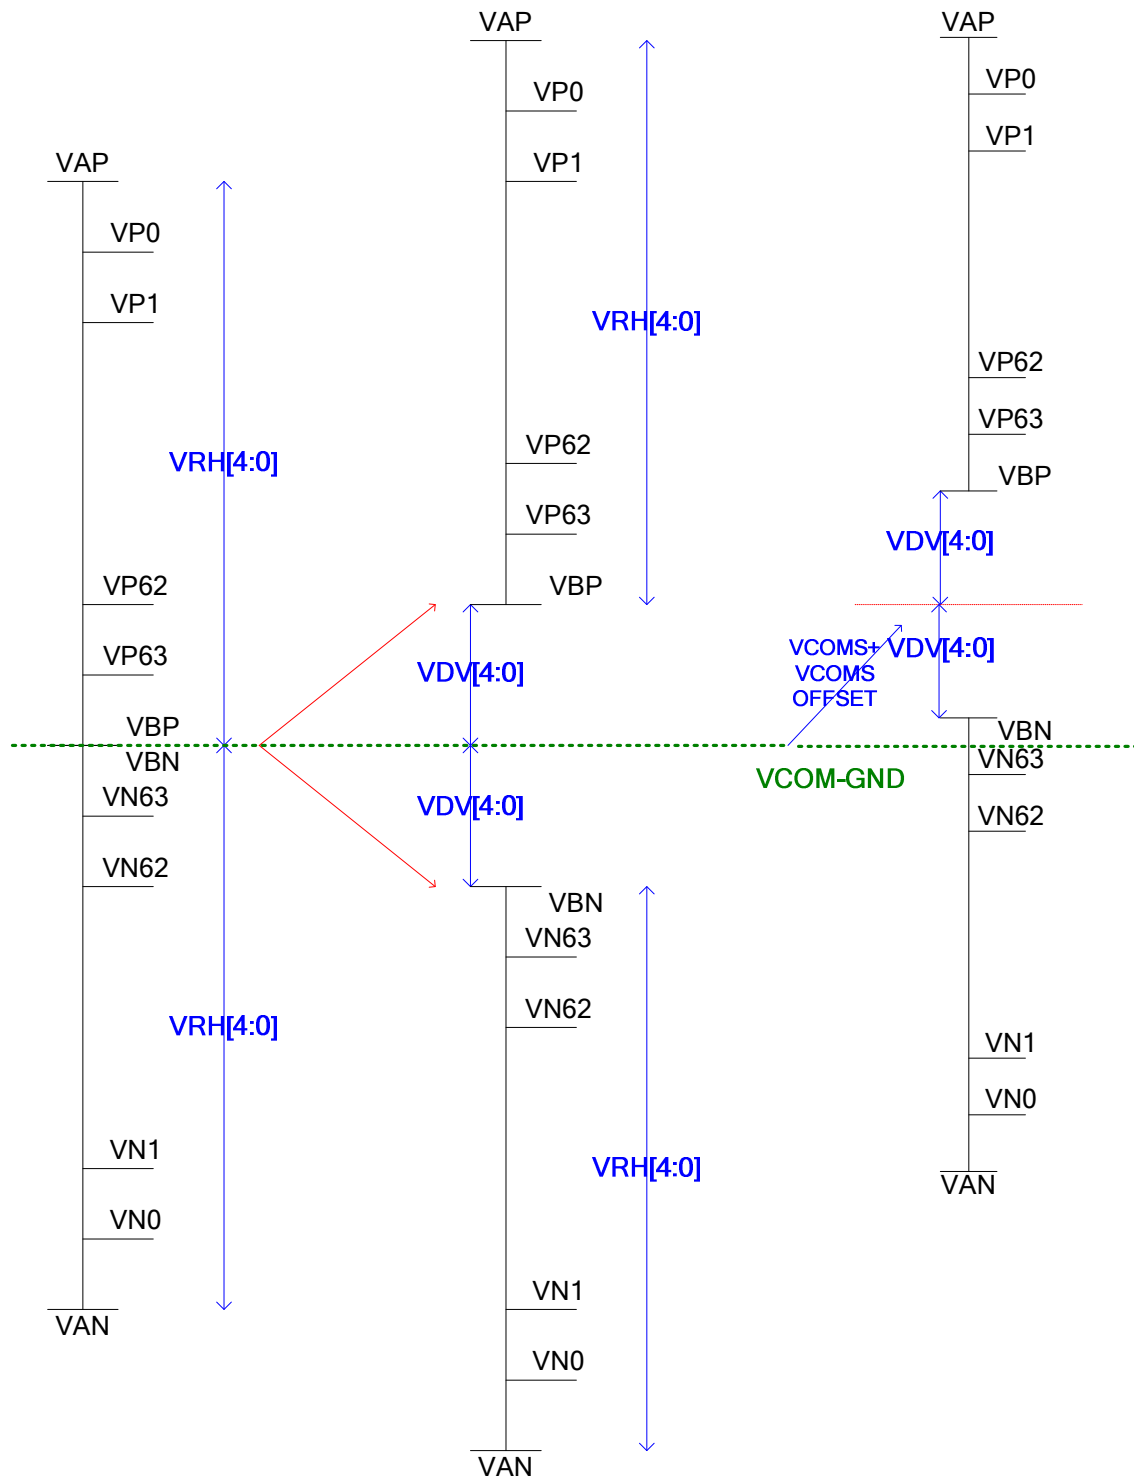 VAP
VP0
VP1
VRH[4:0]
VP62
VP63
VBP
VBN
VN63
VN62
VRH[4:0]
VN1
VN0
VAN
VAP
VP0
VP1
VRH[4:0]
VP62
VP63
VBP
VDV[4:0]
VDV[4:0]
VBN
VN63
VN62
VRH[4:0]
VN1
VN0
VAN
VAP
VP0
VP1
VP62
VP63
VBP
VDV[4:0]
VDV[4:0]
VCOMS+
VCOMS
OFFSET
VCOM-GND
VBN
VN63
VN62
VN1
VN0
VAN